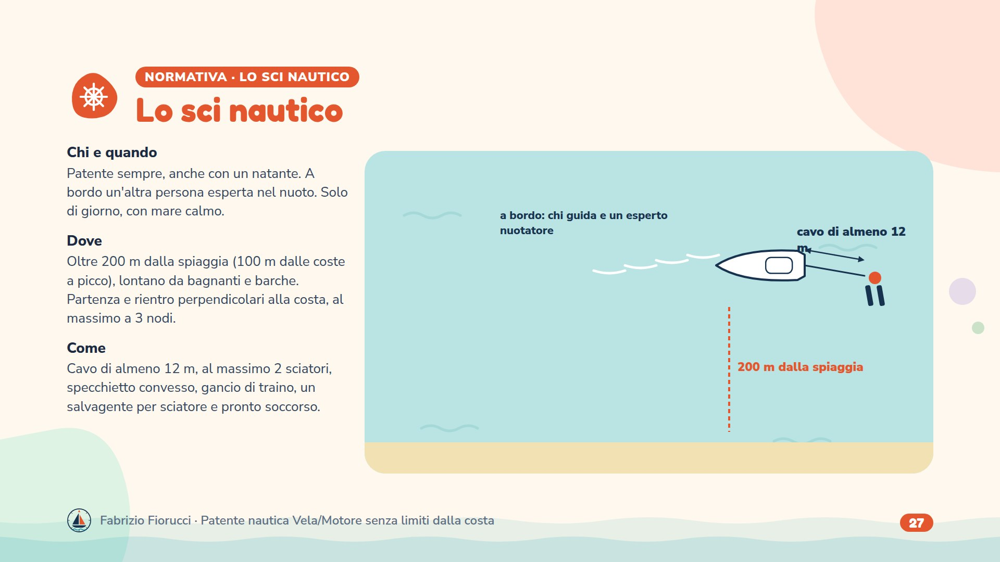 NORMATIVA · LO SCI NAUTICO
Lo sci nautico
Chi e quando
Patente sempre, anche con un natante. A
bordo un'altra persona esperta nel nuoto. Solo
di giorno, con mare calmo.
Dove
Oltre 200 m dalla spiaggia (100 m dalle coste
a picco), lontano da bagnanti e barche.
Partenza e rientro perpendicolari alla costa, al
massimo a 3 nodi.
Come
Cavo di almeno 12 m, al massimo 2 sciatori,
specchietto convesso, gancio di traino, un
salvagente per sciatore e pronto soccorso.
a bordo: chi guida e un esperto
nuotatore
cavo di almeno 12
m
200 m dalla spiaggia
Fabrizio Fiorucci · Patente nautica Vela/Motore senza limiti dalla costa
27